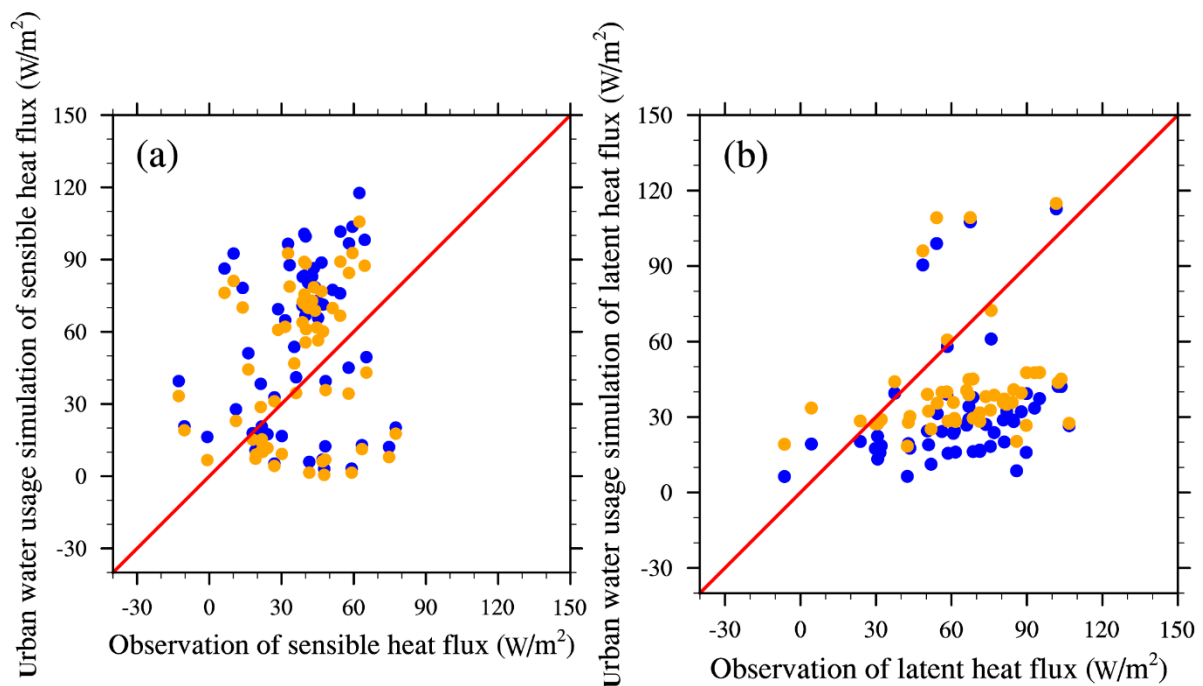 Urban water usage simulation of sensible heat flux (W/m²)
(a)
150
120
90
60
30
0
-30
-30 0 30 60 90 120 150
Observation of sensible heat flux (W/m²)
Urban water usage simulation of latent heat flux (W/m²)
(b)
150
120
90
60
30
0
-30
-30 0 30 60 90 120 150
Observation of latent heat flux (W/m²)